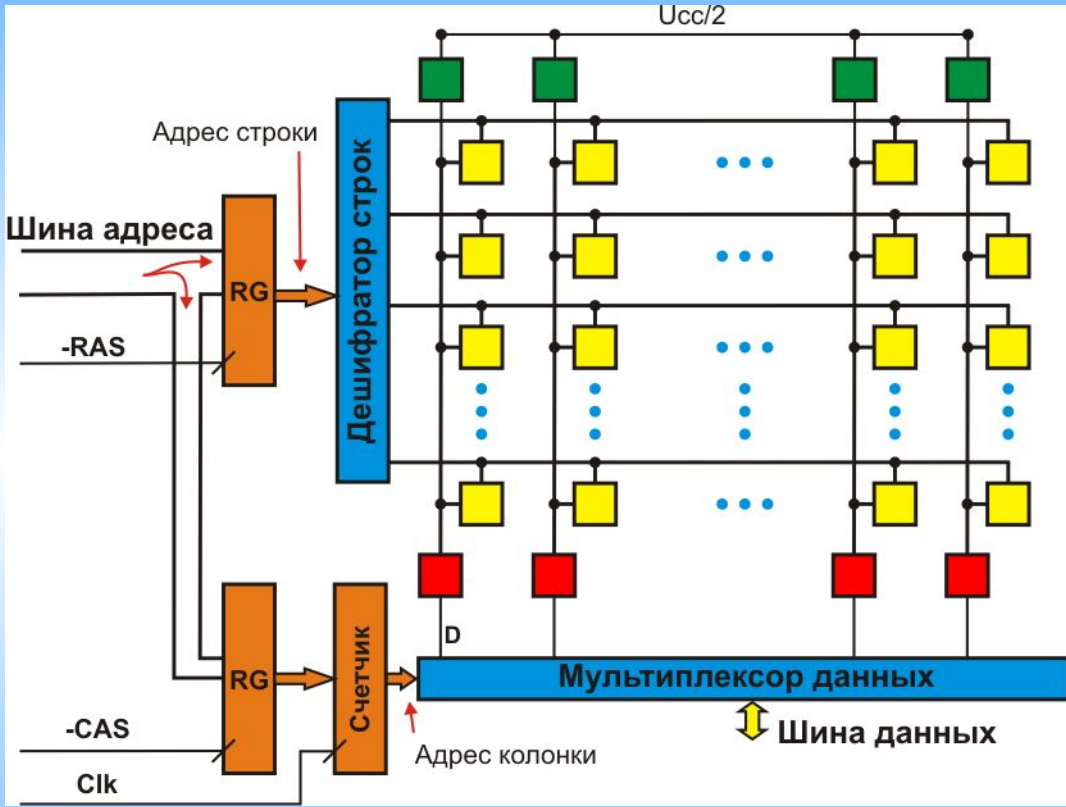 Ucc/2
Адрес строки
Дешифратор строк
Шина адреса
RG
-RAS
D
RG
Счетчик
Мультиплексор данных
-CAS
Адрес колонки
Шина данных
Clk